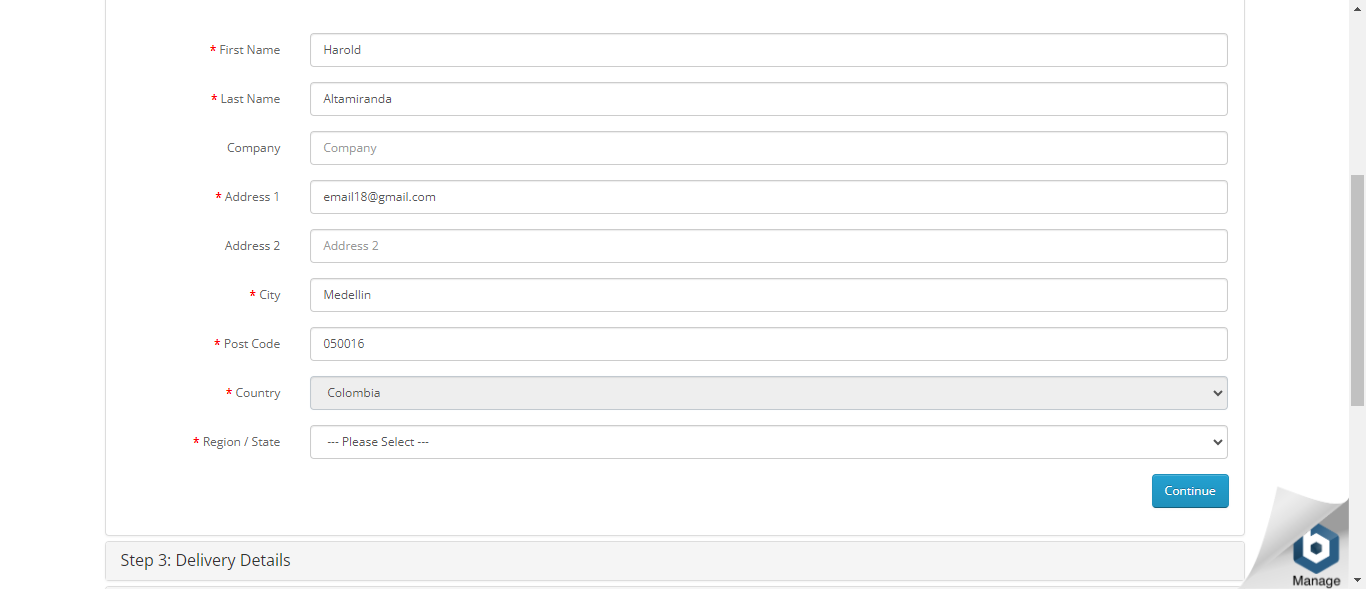 * First Name Harold
* Last Name Altamiranda
Company Company
* Address 1 email18@gmail.com
Address 2 Address 2
* City Medellin
* Post Code 050016
* Country Colombia
* Region / State --- Please Select ---
Continue
Step 3: Delivery Details
b
Manage